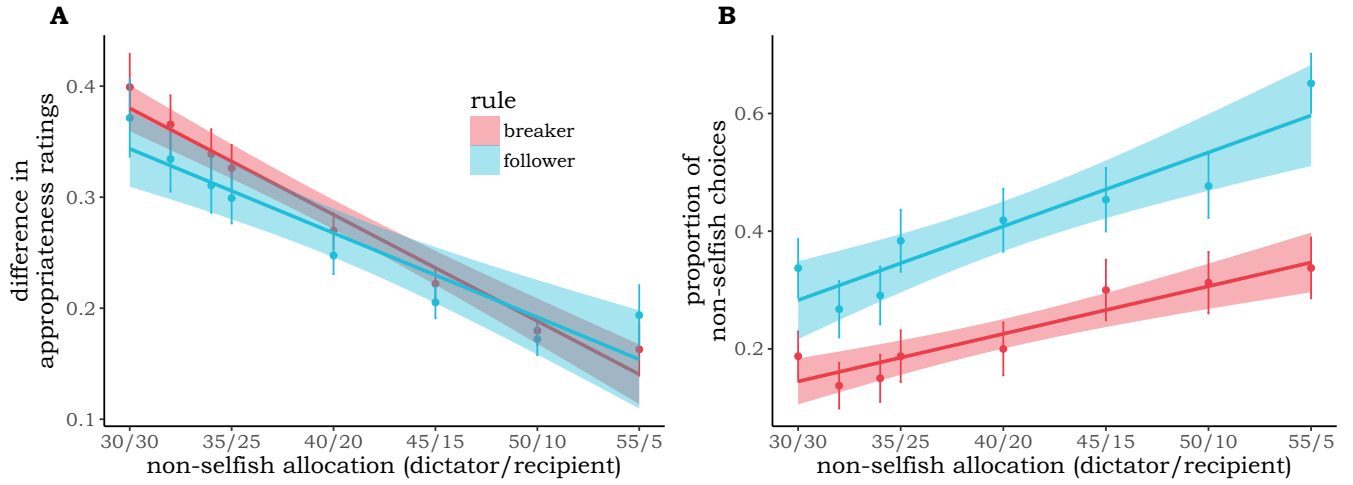 A
difference in
appropriateness ratings
0.4
0.3
0.2
0.1
rule
breaker
follower
30/30
35/25
40/20
45/15
50/10
55/5
non-selfish allocation (dictator/recipient)
B
proportion of
non-selfish choices
0.6
0.4
0.2
30/30
35/25
40/20
45/15
50/10
55/5
non-selfish allocation (dictator/recipient)